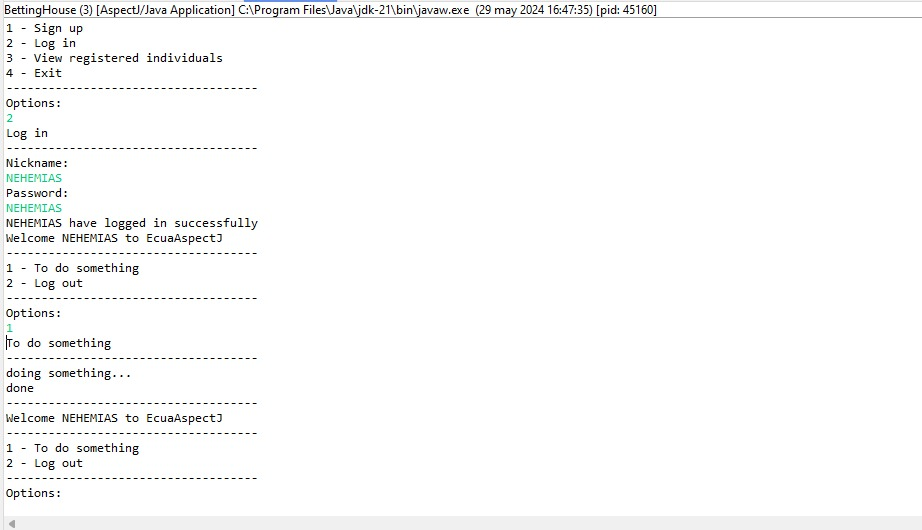 BettingHouse (3) [AspectJ/Java Application] C:\Program Files\Java\jdk-21\bin\javaw.exe (29 may 2024 16:47:35) [pid: 45160]
1 - Sign up
2 - Log in
3 - View registered individuals
4 - Exit
------------------------------------
Options:
2
Log in
------------------------------------
Nickname:
NEHEMIAS
Password:
NEHEMIAS
NEHEMIAS have logged in successfully
Welcome NEHEMIAS to EcuaAspectJ
------------------------------------
1 - To do something
2 - Log out
------------------------------------
Options:
1
To do something
------------------------------------
doing something...
done
------------------------------------
Welcome NEHEMIAS to EcuaAspectJ
------------------------------------
1 - To do something
2 - Log out
------------------------------------
Options: